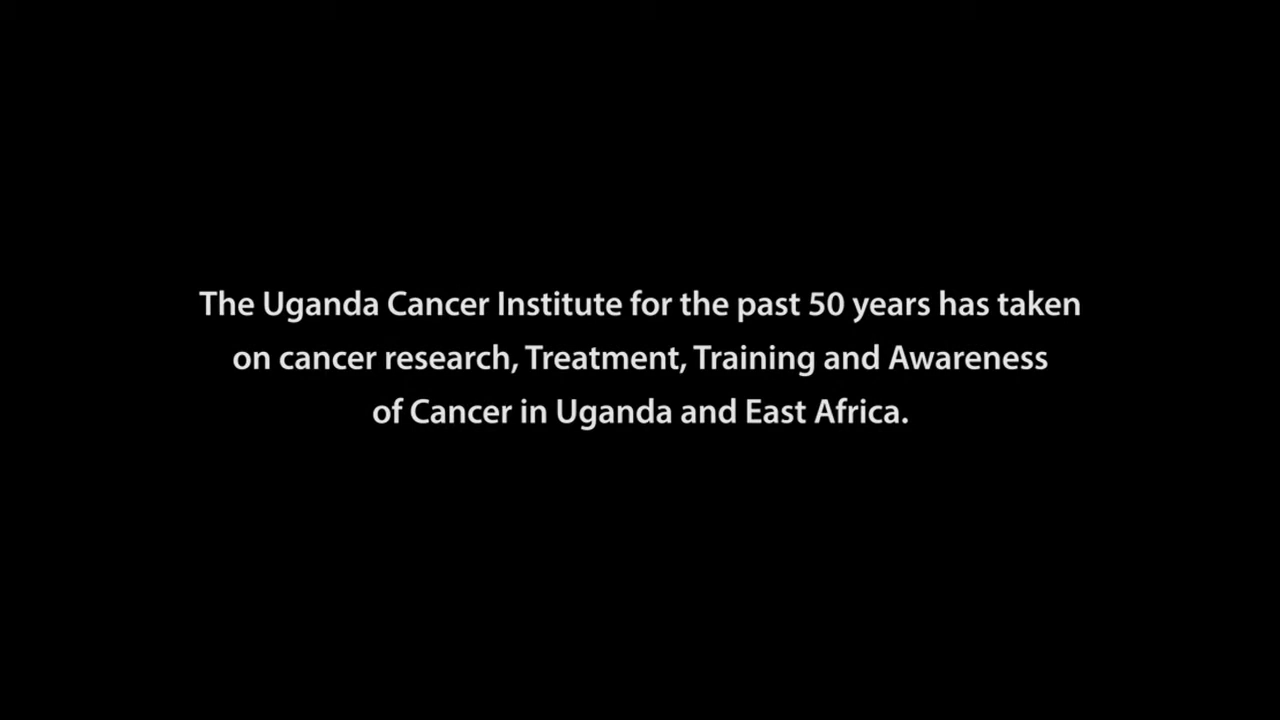 The Uganda Cancer Institute for the past 50 years has taken
on cancer research, Treatment, Training and Awareness
of Cancer in Uganda and East Africa.